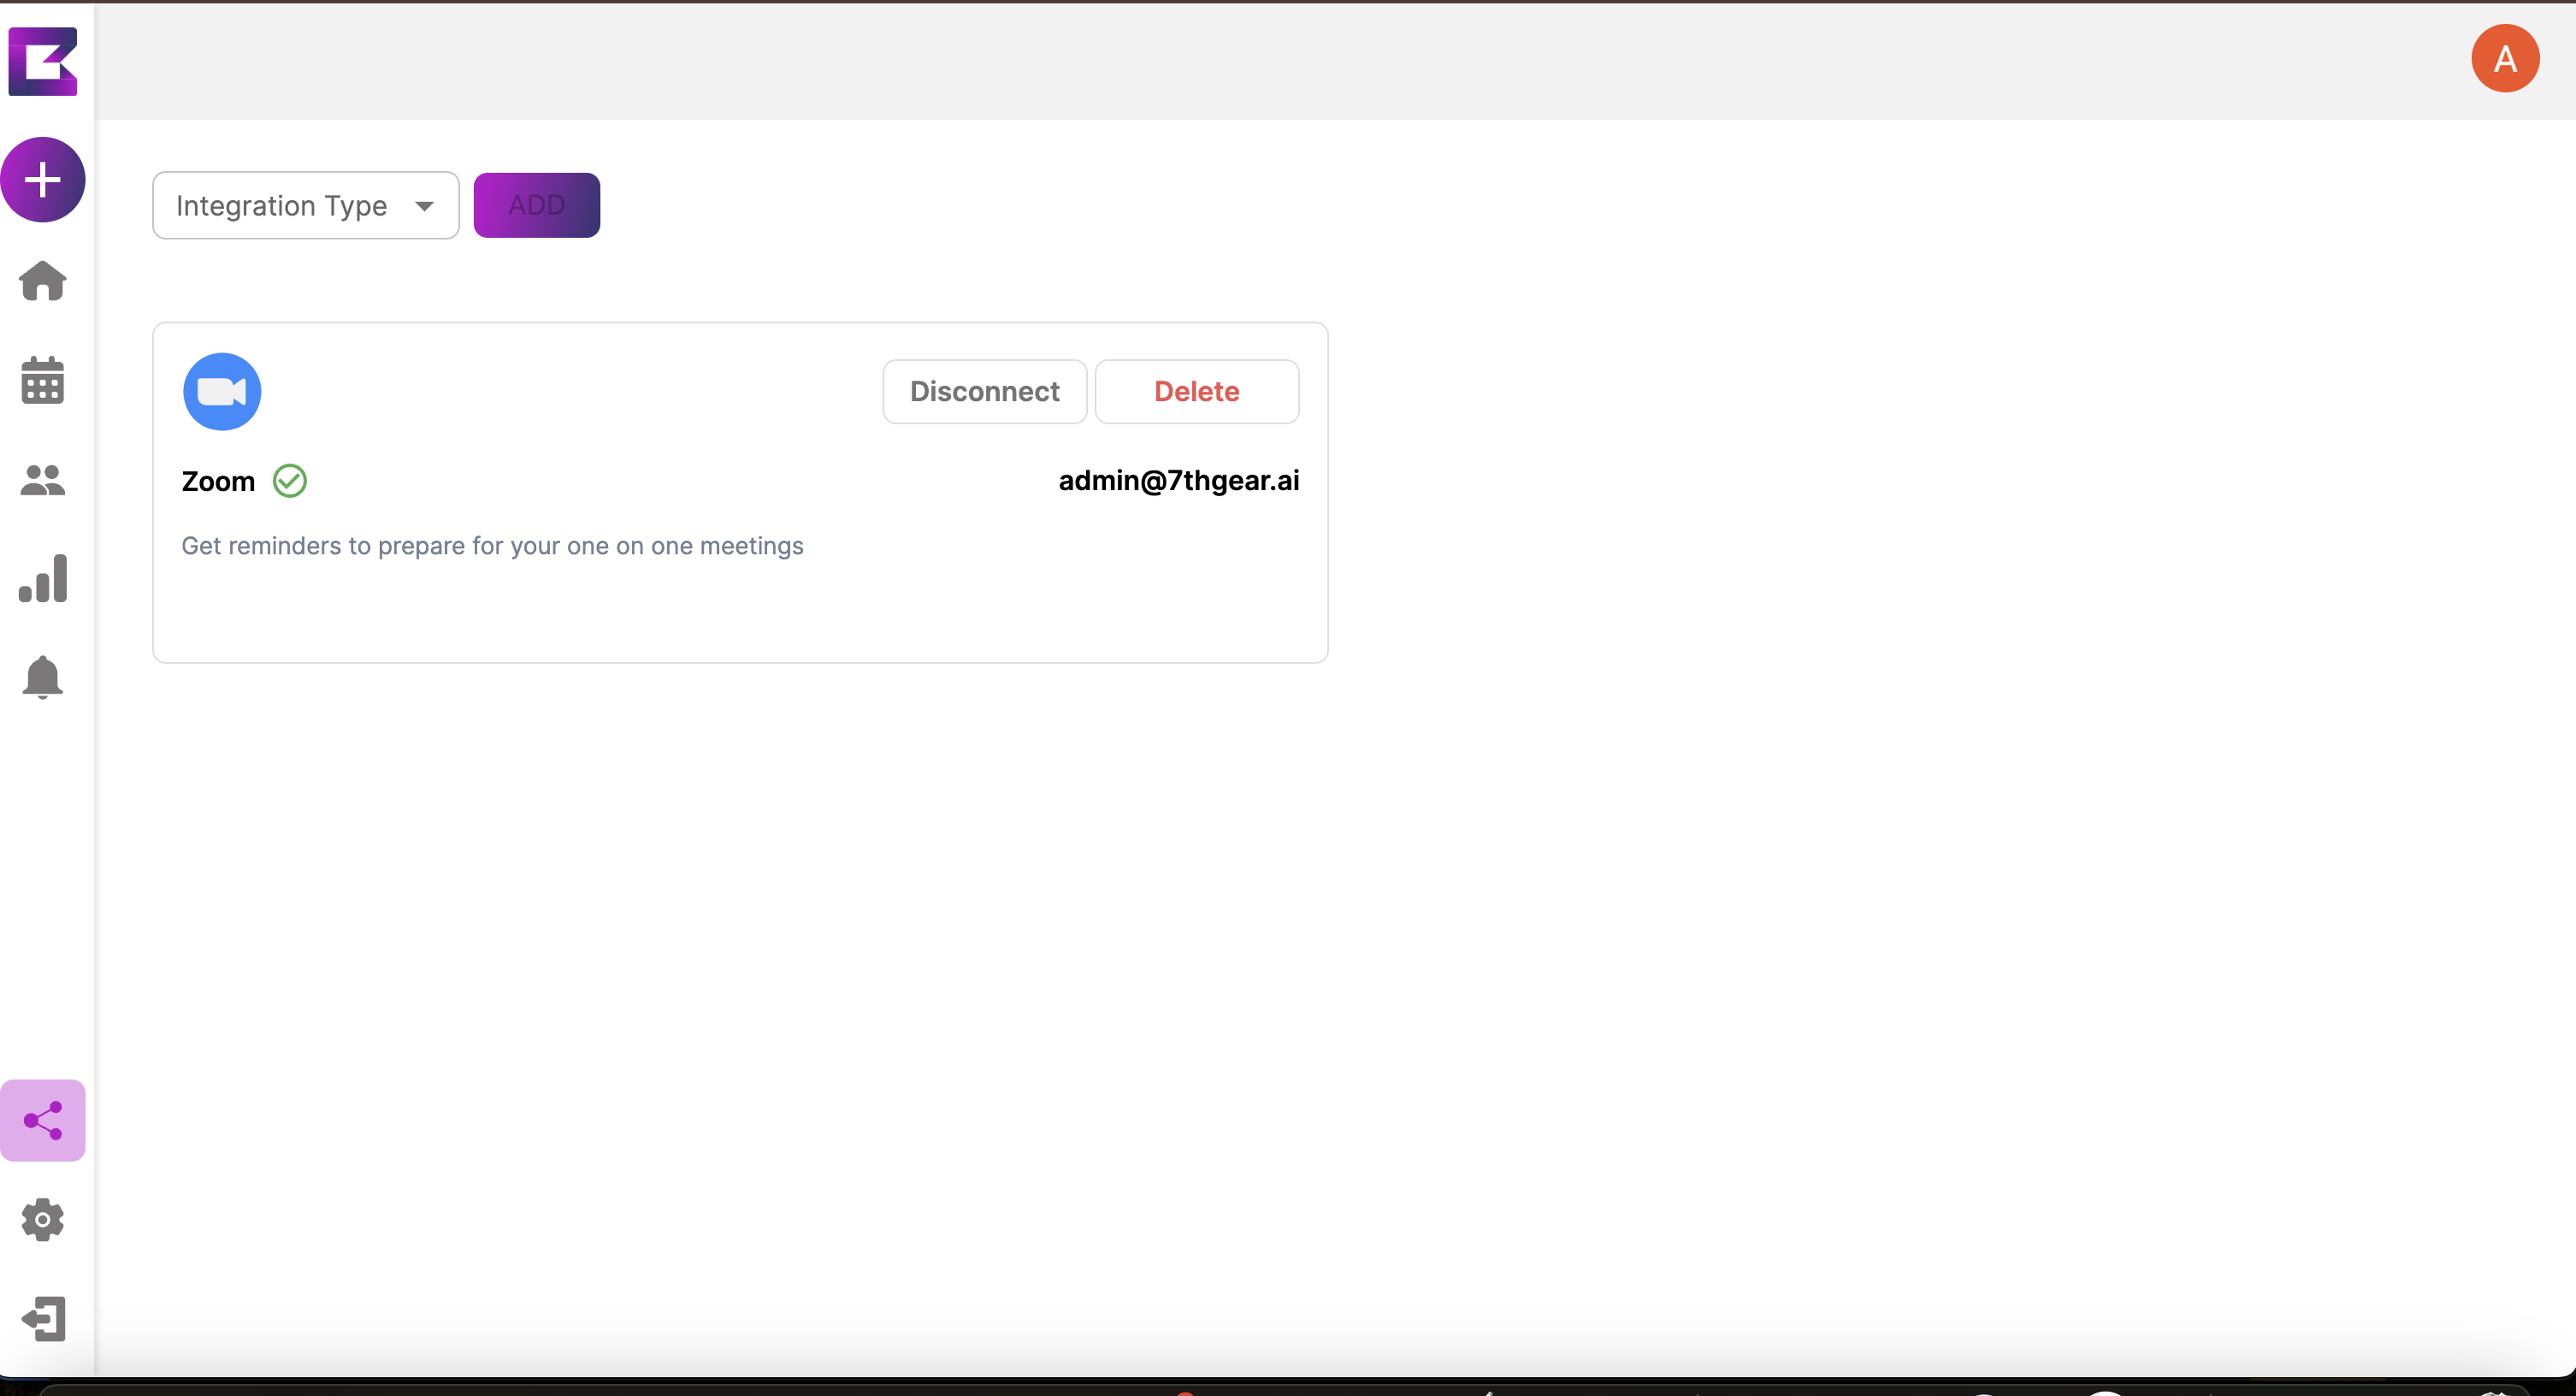 A
Integration Type
ADD
Disconnect
Delete
Zoom
admin@7thgear.ai
Get reminders to prepare for your one on one meetings